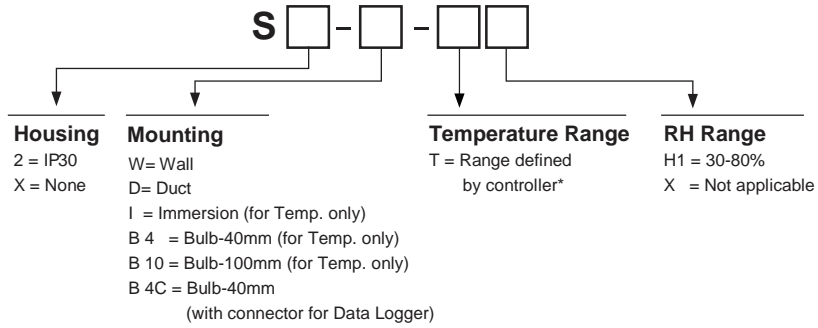 S – –
Housing
2 = IP30
X = None
Mounting
W= Wall
D= Duct
I = Immersion (for Temp. only)
B 4 = Bulb-40mm (for Temp. only)
B 10 = Bulb-100mm (for Temp. only)
B 4C = Bulb-40mm
(with connector for Data Logger)
Temperature Range
T = Range defined
by controller*
RH Range
H1 = 30-80%
X = Not applicable